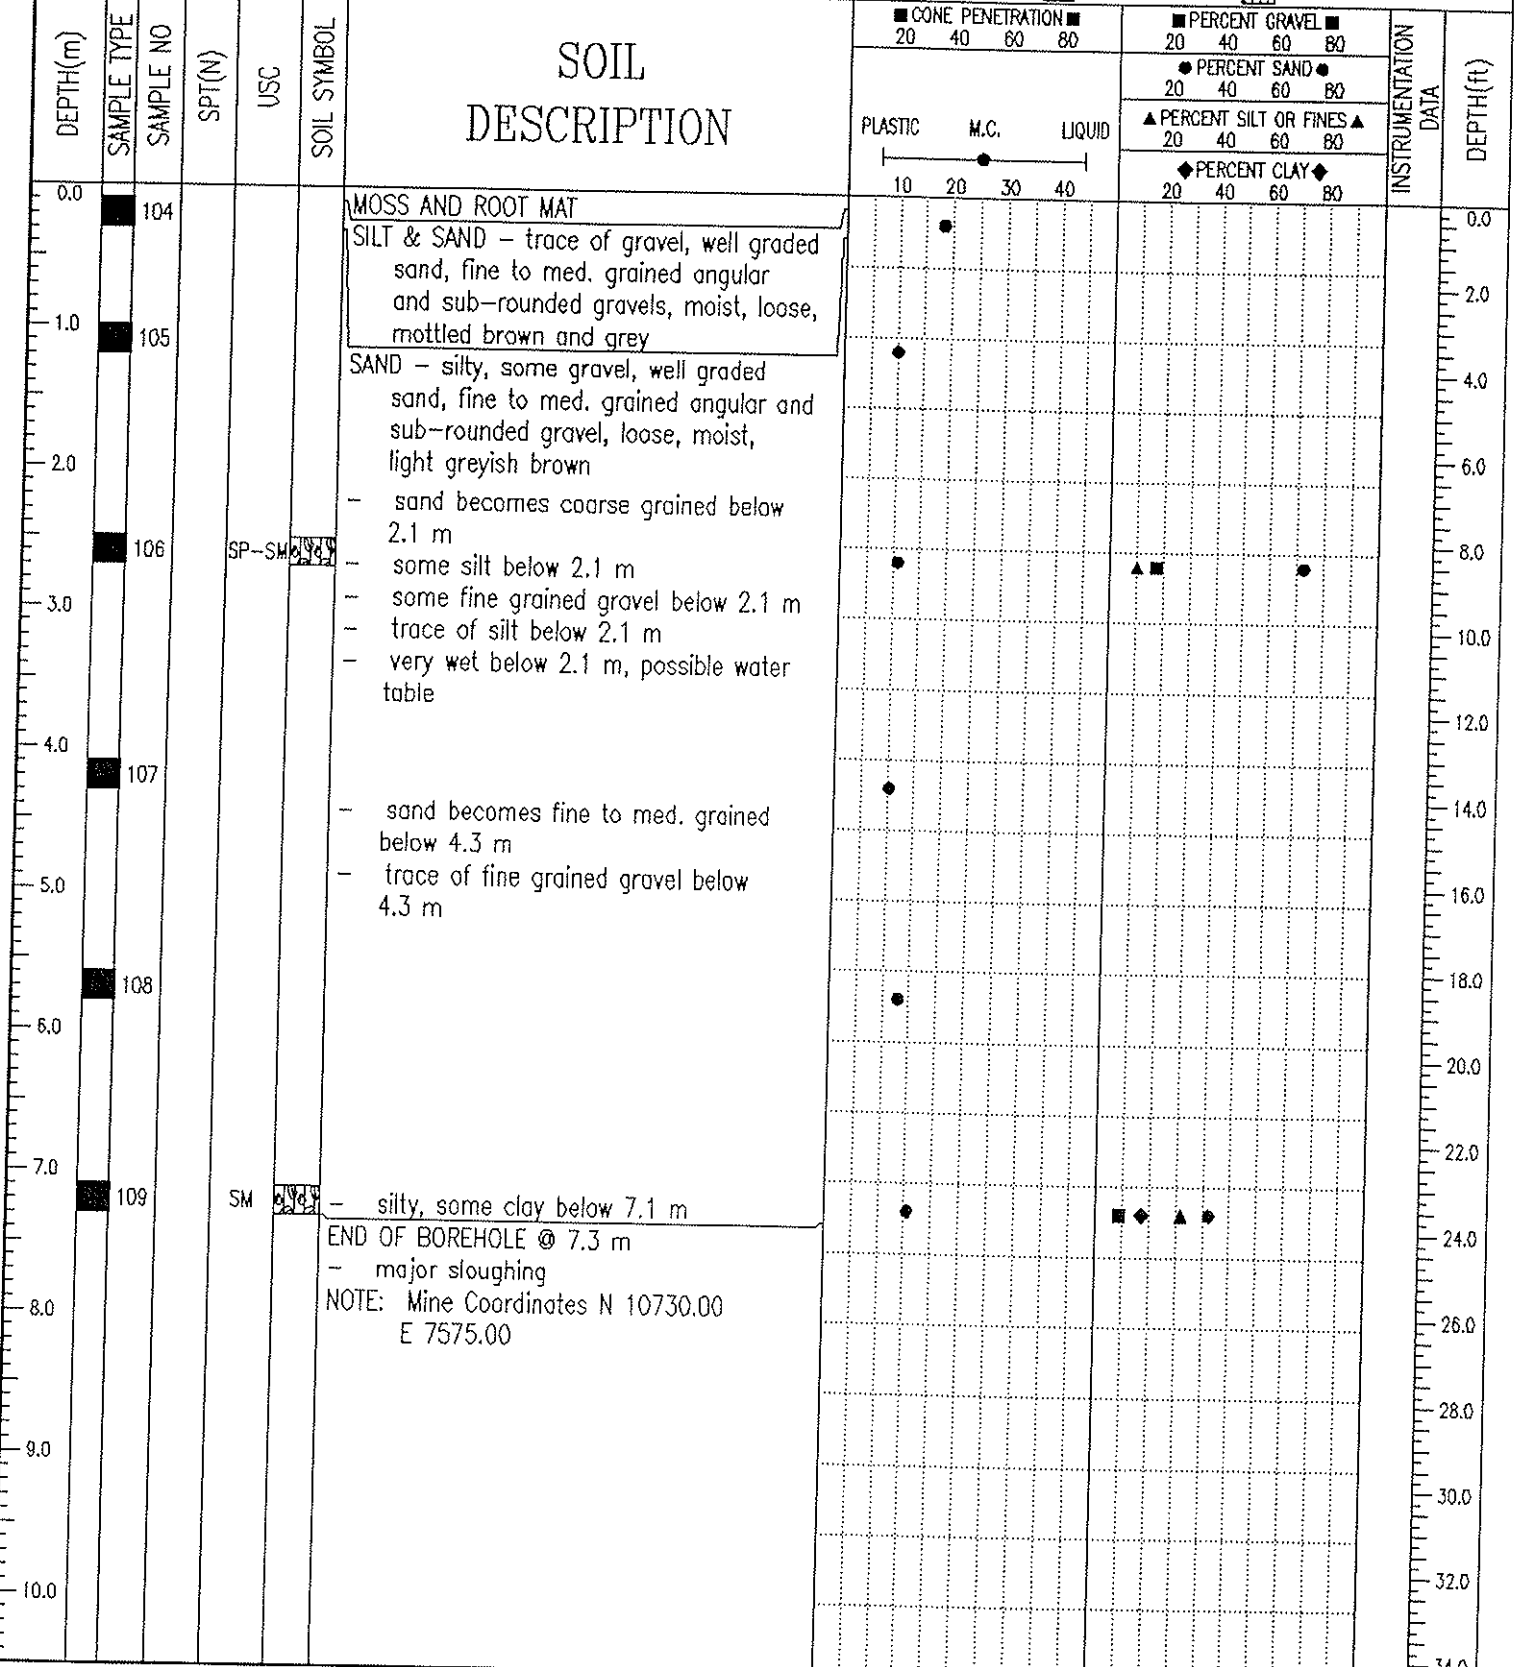 DEPTH(m)
SAMPLE TYPE
SAMPLE NO
SPT(N)
USC
SOIL SYMBOL
SOIL
DESCRIPTION
■ CONE PENETRATION ■
20 40 60 80
PLASTIC M.C. LIQUID
10 20 30 40
■ PERCENT GRAVEL ■
20 40 60 80
● PERCENT SAND ●
20 40 60 80
▲ PERCENT SILT OR FINES ▲
20 40 60 80
◆ PERCENT CLAY ◆
20 40 60 80
INSTRUMENTATION
DATA
DEPTH(ft)
0.0
104
MOSS AND ROOT MAT
0.0
SILT & SAND – trace of gravel, well graded
sand, fine to med. grained angular
and sub-rounded gravels, moist, loose,
mottled brown and grey
2.0
1.0
105
SAND – silty, some gravel, well graded
sand, fine to med. grained angular and
sub-rounded gravel, loose, moist,
light greyish brown
4.0
2.0
6.0
– sand becomes coarse grained below
2.1 m
106
SP-SM
– some silt below 2.1 m
8.0
– some fine grained gravel below 2.1 m
3.0
– trace of silt below 2.1 m
10.0
– very wet below 2.1 m, possible water
table
12.0
4.0
107
– sand becomes fine to med. grained
below 4.3 m
14.0
– trace of fine grained gravel below
4.3 m
5.0
16.0
108
18.0
6.0
20.0
7.0
22.0
109
SM
– silty, some clay below 7.1 m
END OF BOREHOLE @ 7.3 m
24.0
– major sloughing
NOTE: Mine Coordinates N 10730.00
E 7575.00
8.0
26.0
28.0
9.0
30.0
10.0
32.0
34.0